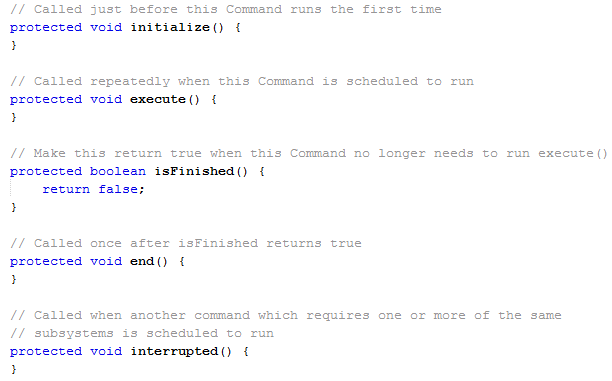 // Called just before this Command runs the first time
protected void initialize() {
}
// Called repeatedly when this Command is scheduled to run
protected void execute() {
}
// Make this return true when this Command no longer needs to run execute()
protected boolean isFinished() {
    return false;
}
// Called once after isFinished returns true
protected void end() {
}
// Called when another command which requires one or more of the same
// subsystems is scheduled to run
protected void interrupted() {
}